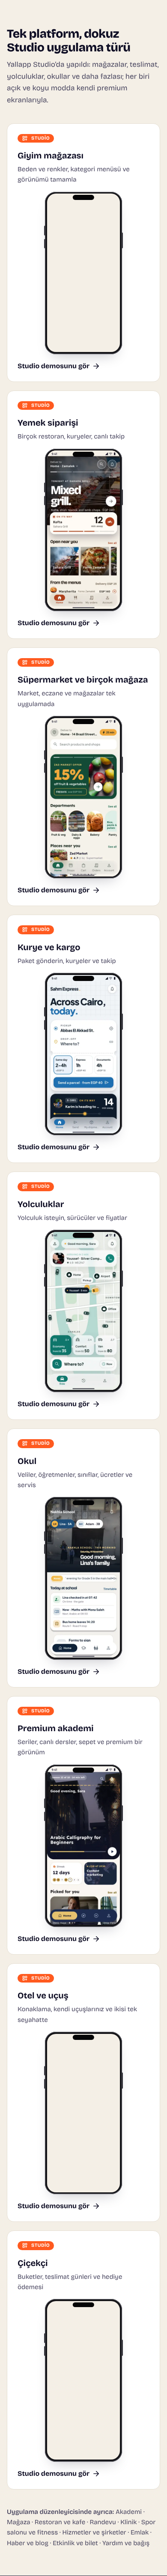 Tek platform, dokuz
Studio uygulama türü
Yallapp Studio'da yapıldı: mağazalar, teslimat,
yolculuklar, okullar ve daha fazlası; her biri
açık ve koyu modda kendi premium
ekranlarıyla.
STUDIO
Giyim mağazası
Beden ve renkler, kategori menüsü ve
görünümü tamamla
Studio demosunu gör →
STUDIO
Yemek siparişi
Birçok restoran, kuryeler, canlı takip
Mixed
grill.
12
Open near you
From the menus
Studio demosunu gör →
STUDIO
Süpermarket ve birçok mağaza
Market, eczane ve mağazalar tek
uygulamada
15%
Departments
Places near you
Studio demosunu gör →
STUDIO
Kurye ve kargo
Paket gönderin, kuryeler ve takip
Sahm Express
Across Cairo,
today.
Where to?
14
Studio demosunu gör →
STUDIO
Yolculuklar
Yolculuk isteyin, sürücüler ve fiyatlar
Where to?
Studio demosunu gör →
STUDIO
Okul
Veliler, öğretmenler, sınıflar, ücretler ve
servis
Good morning,
Lina's family
Today at school
Studio demosunu gör →
STUDIO
Premium akademi
Seriler, canlı dersler, sepet ve premium bir
görünüm
Good evening, Sara
Arabic Calligraphy for
Beginners
12 days
Picked for you
Studio demosunu gör →
STUDIO
Otel ve uçuş
Konaklama, kendi uçuşlarınız ve ikisi tek
seyahatte
Studio demosunu gör →
STUDIO
Çiçekçi
Buketler, teslimat günleri ve hediye
ödemesi
Studio demosunu gör →
Uygulama düzenleyicisinde ayrıca: Akademi ·
Mağaza · Restoran ve kafe · Randevu · Klinik · Spor
salonu ve fitness · Hizmetler ve şirketler · Emlak ·
Haber ve blog · Etkinlik ve bilet · Yardım ve bağış